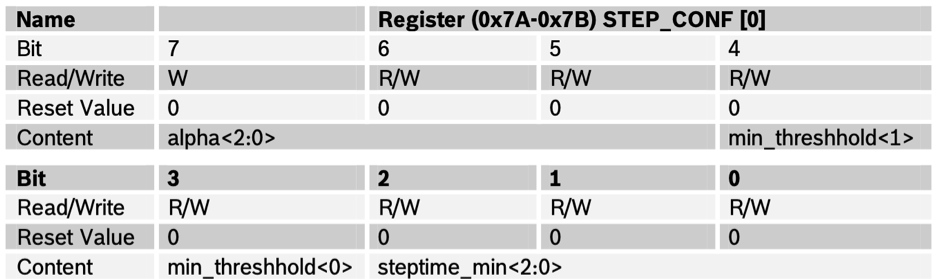 Name Register (0x7A-0x7B) STEP_CONF [0]
Bit 7 6 5 4
Read/Write W R/W R/W R/W
Reset Value 0 0 0 0
Content alpha<2:0> min_threshhold<1>
Bit 3 2 1 0
Read/Write R/W R/W R/W R/W
Reset Value 0 0 0 0
Content min_threshhold<0> steptime_min<2:0>